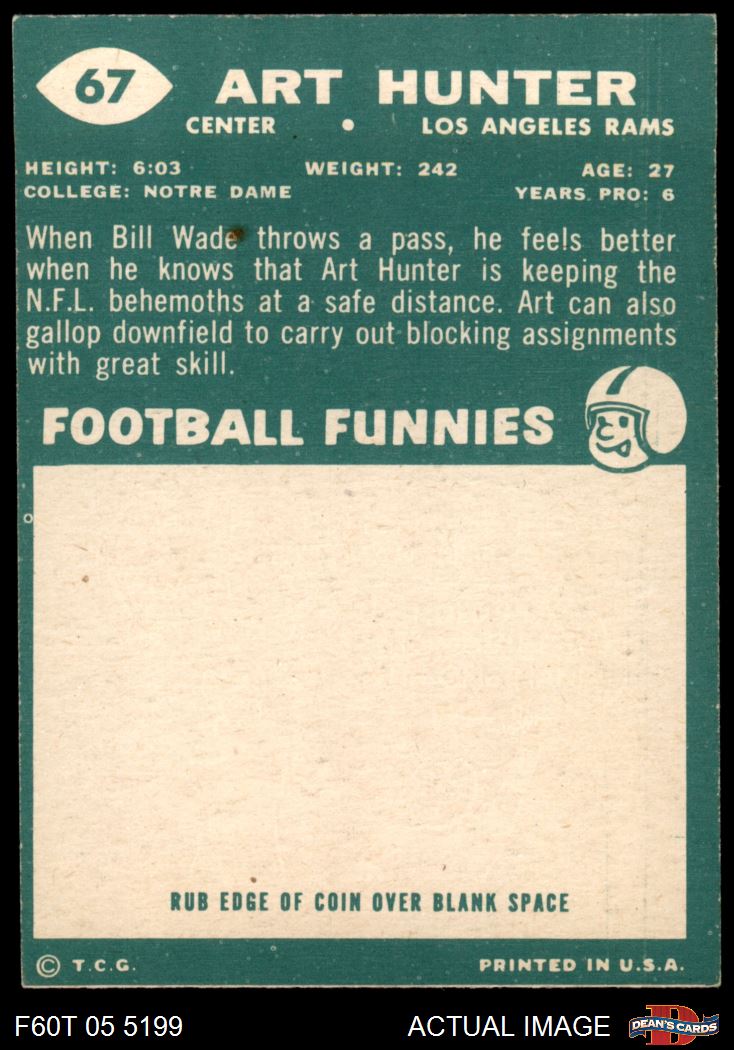 67
ART HUNTER
CENTER • LOS ANGELES RAMS
HEIGHT: 6:03 WEIGHT: 242 AGE: 27
COLLEGE: NOTRE DAME YEARS PRO: 6
When Bill Wade throws a pass, he feels better
when he knows that Art Hunter is keeping the
N.F.L. behemoths at a safe distance. Art can also
gallop downfield to carry out blocking assignments
with great skill.
FOOTBALL FUNNIES
RUB EDGE OF COIN OVER BLANK SPACE
© T.C.G. PRINTED IN U.S.A.
F60T 05 5199 ACTUAL IMAGE DEAN'S CARDS